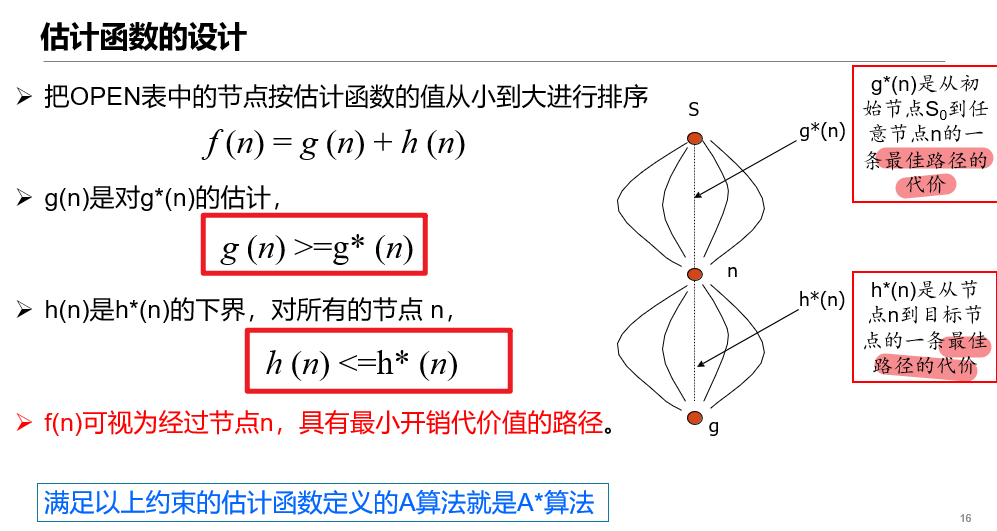 估计函数的设计
把OPEN表中的节点按估计函数的值从小到大进行排序
f (n) = g (n) + h (n)
g(n)是对g*(n)的估计，
g (n) >=g* (n)
h(n)是h*(n)的下界，对所有的节点 n，
h (n) <=h* (n)
f(n)可视为经过节点n，具有最小开销代价值的路径。
满足以上约束的估计函数定义的A算法就是A*算法
S
g*(n)
n
h*(n)
g
g*(n)是从初
始节点S₀到任
意节点n的一
条最佳路径的
代价
h*(n)是从节
点n到目标节
点的一条最佳
路径的代价
16